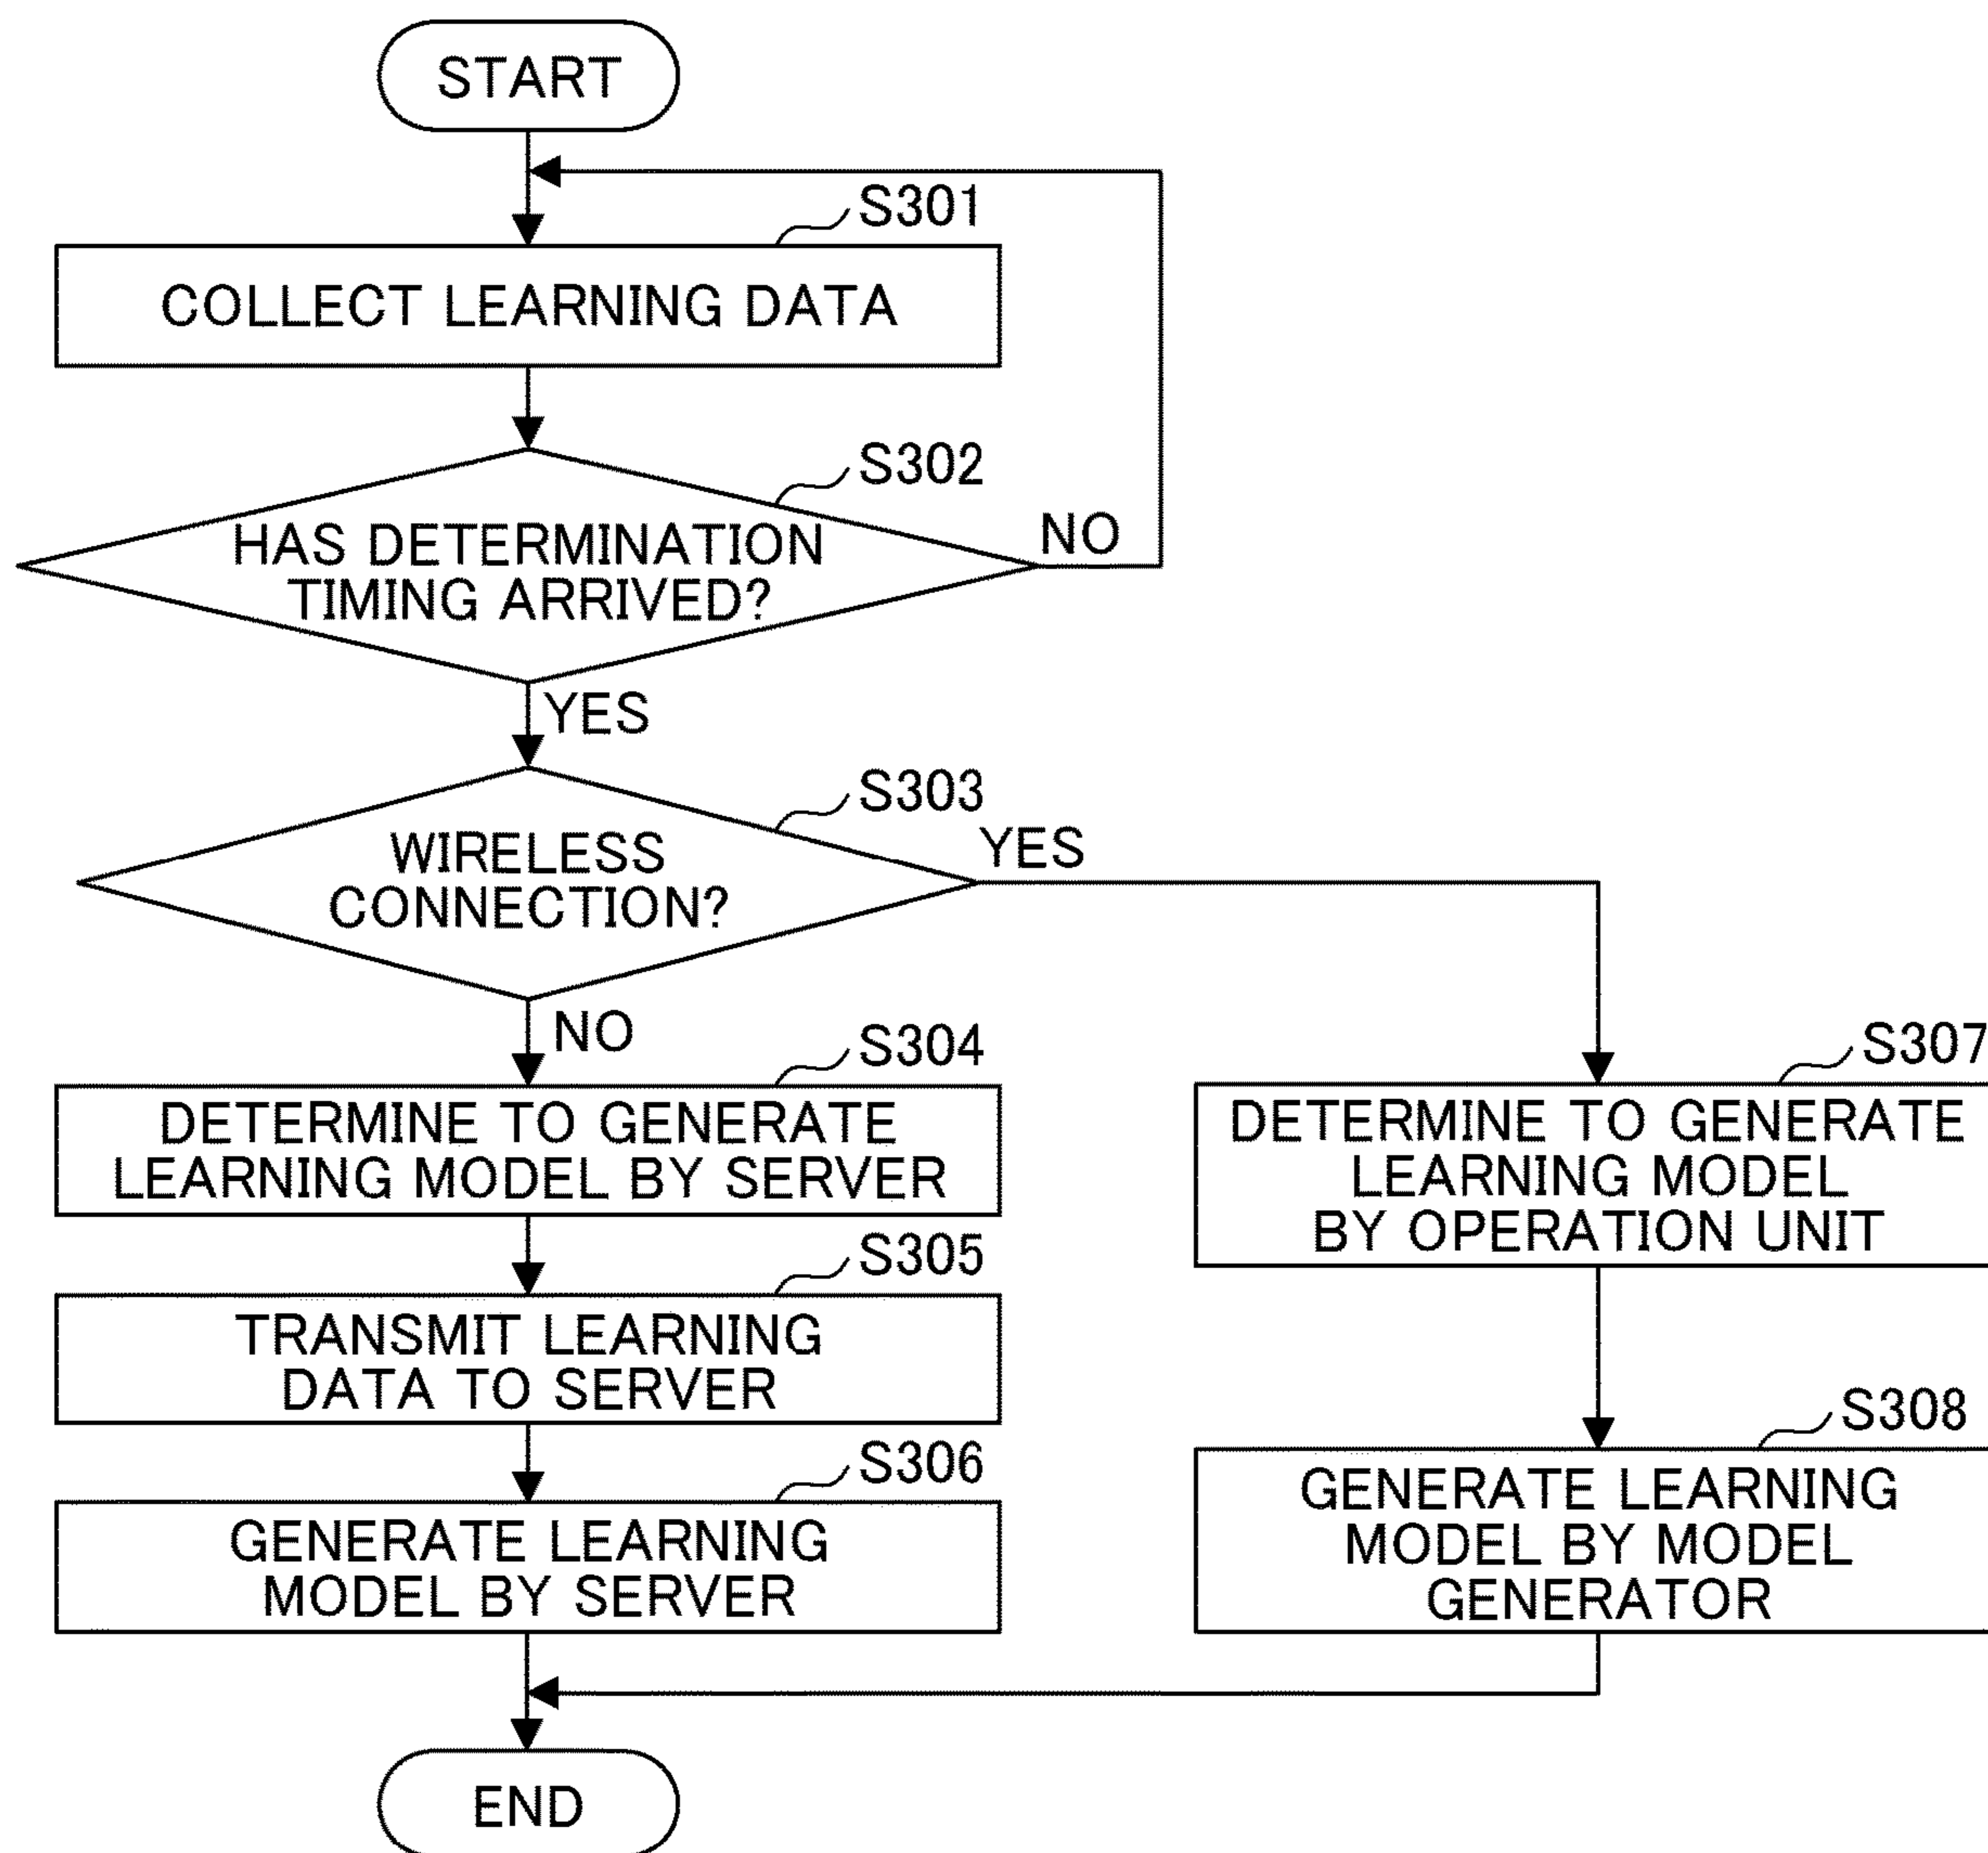 START
S301
COLLECT LEARNING DATA
S302
HAS DETERMINATION
TIMING ARRIVED?
NO
YES
S303
WIRELESS
CONNECTION?
YES
NO
S304
DETERMINE TO GENERATE
LEARNING MODEL BY SERVER
S305
TRANSMIT LEARNING
DATA TO SERVER
S306
GENERATE LEARNING
MODEL BY SERVER
S307
DETERMINE TO GENERATE
LEARNING MODEL
BY OPERATION UNIT
S308
GENERATE LEARNING
MODEL BY MODEL
GENERATOR
END